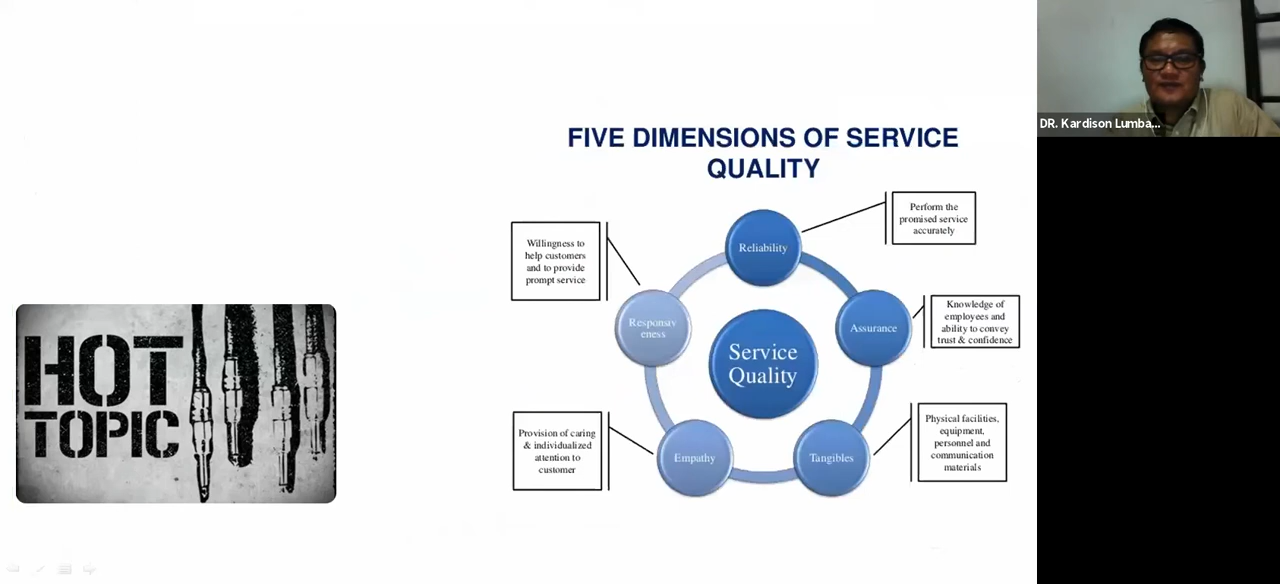 FIVE DIMENSIONS OF SERVICE
QUALITY
Perform the
promised service
accurately
Reliability
Willingness to
help customers
and to provide
prompt service
Responsiv
eness
Assurance
Knowledge of
employees and
ability to convey
trust & confidence
Service
Quality
Provision of caring
& individualized
attention to
customer
Empathy
Tangibles
Physical facilities,
equipment,
personnel and
communication
materials
HOT
TOPIC
DR. Kardison Lumba...